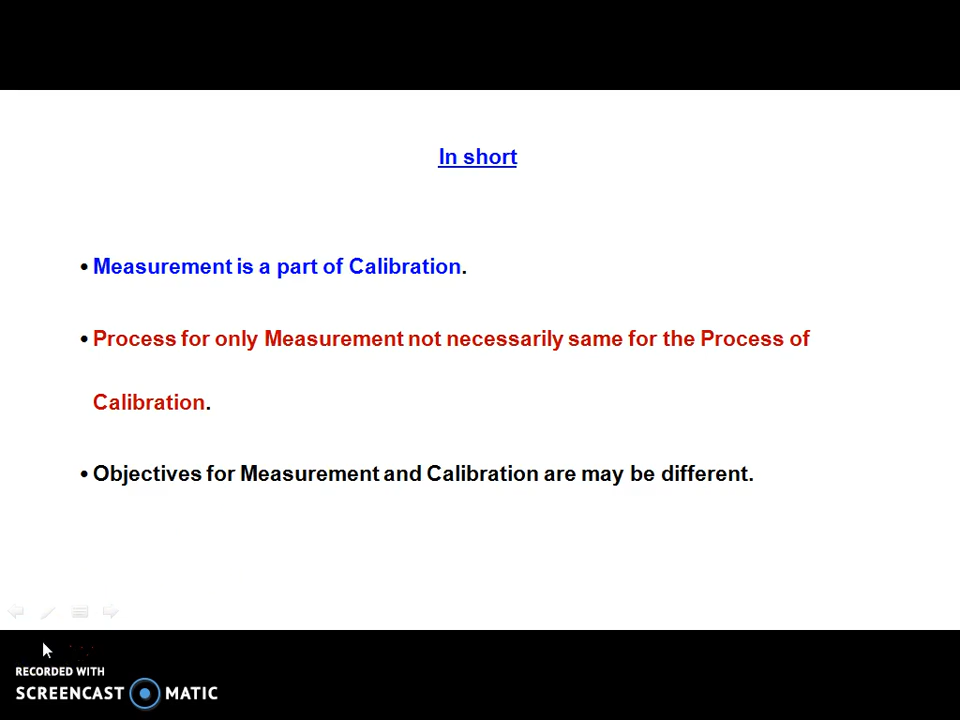 In short
• Measurement is a part of Calibration.
• Process for only Measurement not necessarily same for the Process of
Calibration.
• Objectives for Measurement and Calibration are may be different.
RECORDED WITH
SCREENCAST MATIC